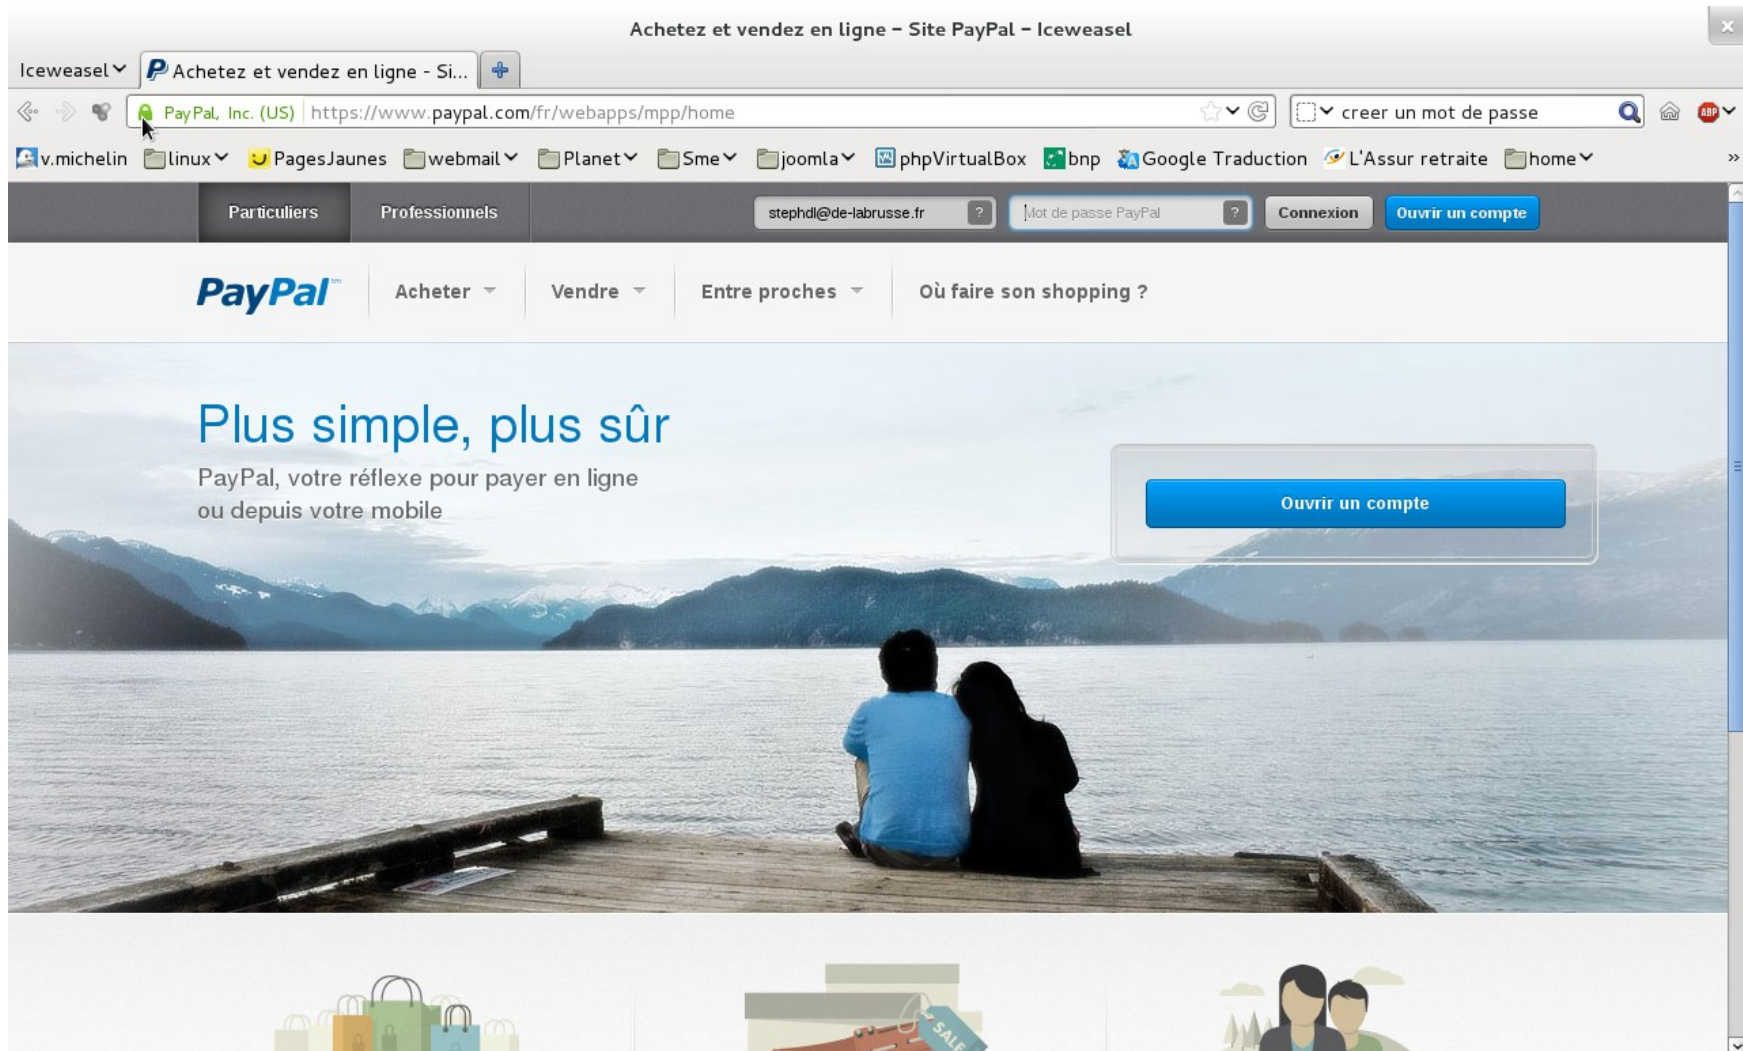 Achetez et vendez en ligne – Site PayPal – Iceweasel
Iceweasel
Achetez et vendez en ligne - Si...
PayPal, Inc. (US) https://www.paypal.com/fr/webapps/mpp/home
creer un mot de passe
ABP
v.michelin linux PagesJaunes webmail Planet Sme joomla phpVirtualBox bnp Google Traduction L'Assur retraite home »
Particuliers Professionnels stephdl@de-labrusse.fr ? Mot de passe PayPal ? Connexion Ouvrir un compte
PayPal™ Acheter Vendre Entre proches Où faire son shopping ?
Plus simple, plus sûr
PayPal, votre réflexe pour payer en ligne
ou depuis votre mobile
Ouvrir un compte
SALE